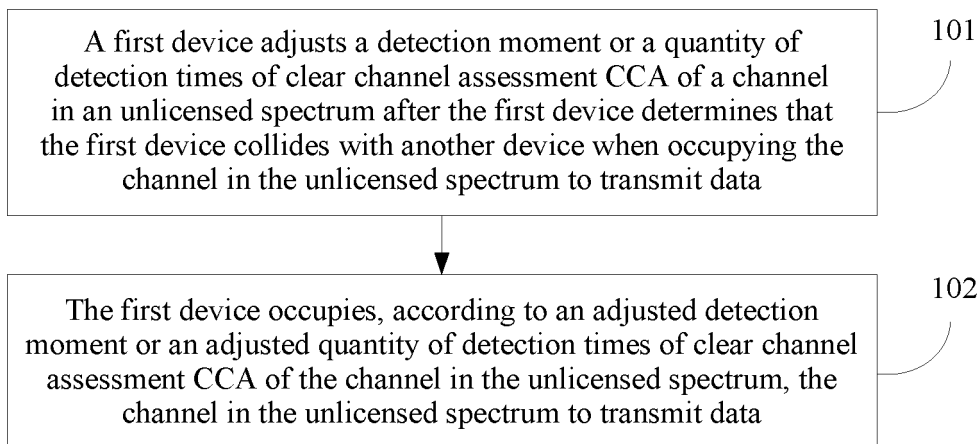 A first device adjusts a detection moment or a quantity of
detection times of clear channel assessment CCA of a channel
in an unlicensed spectrum after the first device determines that
the first device collides with another device when occupying the
channel in the unlicensed spectrum to transmit data
101
The first device occupies, according to an adjusted detection
moment or an adjusted quantity of detection times of clear channel
assessment CCA of the channel in the unlicensed spectrum, the
channel in the unlicensed spectrum to transmit data
102